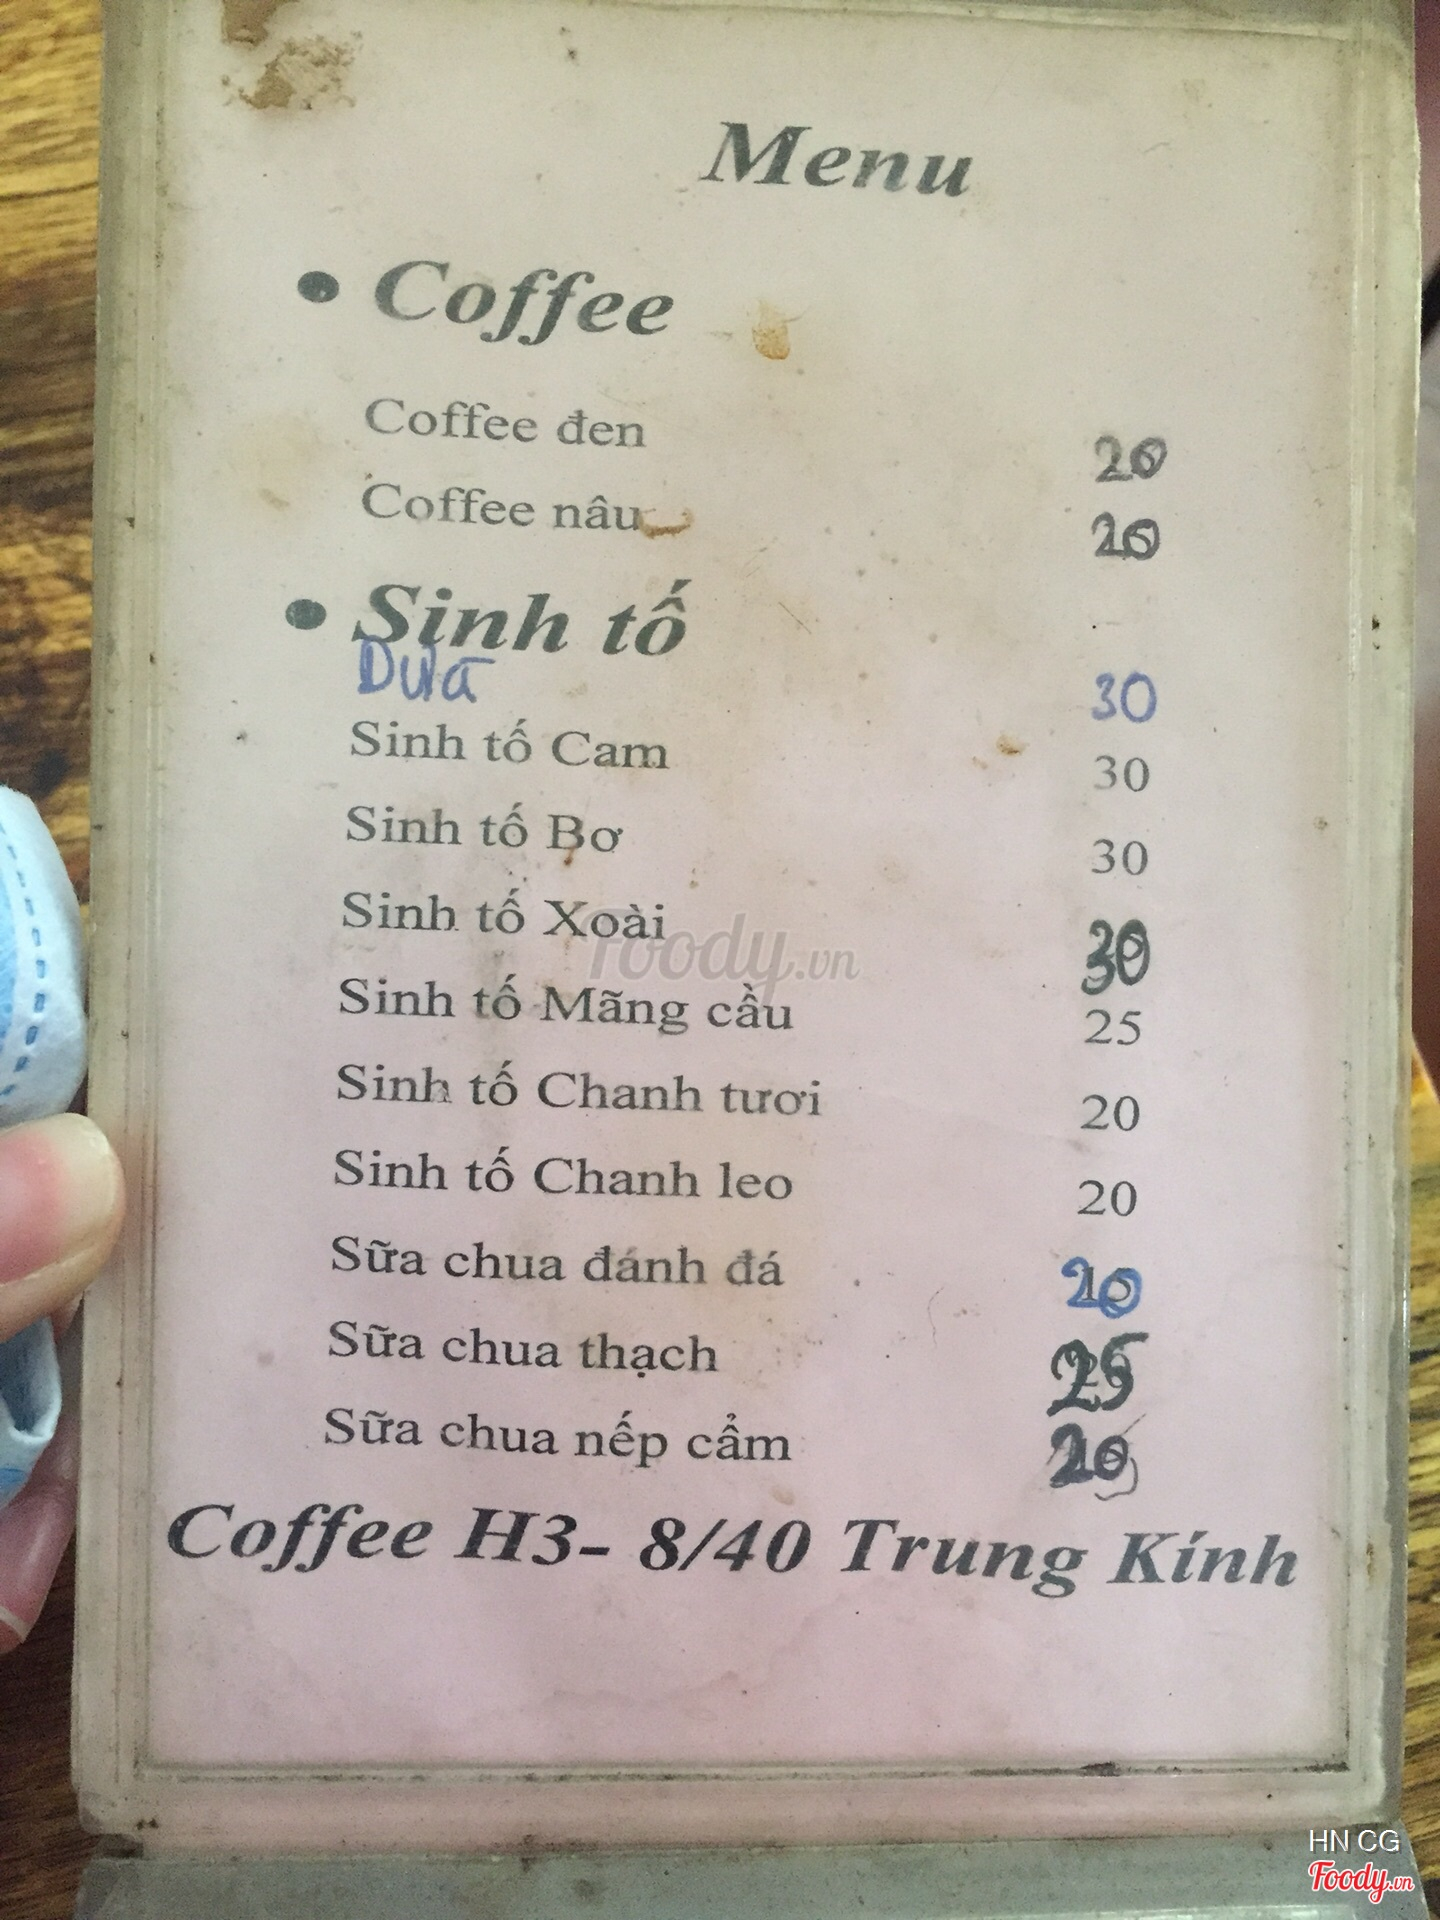 Menu
• Coffee
Coffee đen 20
Coffee nâu 20
• Sinh tố
Dừa 30
Sinh tố Cam 30
Sinh tố Bơ 30
Sinh tố Xoài 30
Sinh tố Mãng cầu 25
Sinh tố Chanh tươi 20
Sinh tố Chanh leo 20
Sữa chua đánh đá 20
Sữa chua thạch 25
Sữa chua nếp cẩm 20
Coffee H3- 8/40 Trung Kính
foody.vn
HN CG
Foody.vn